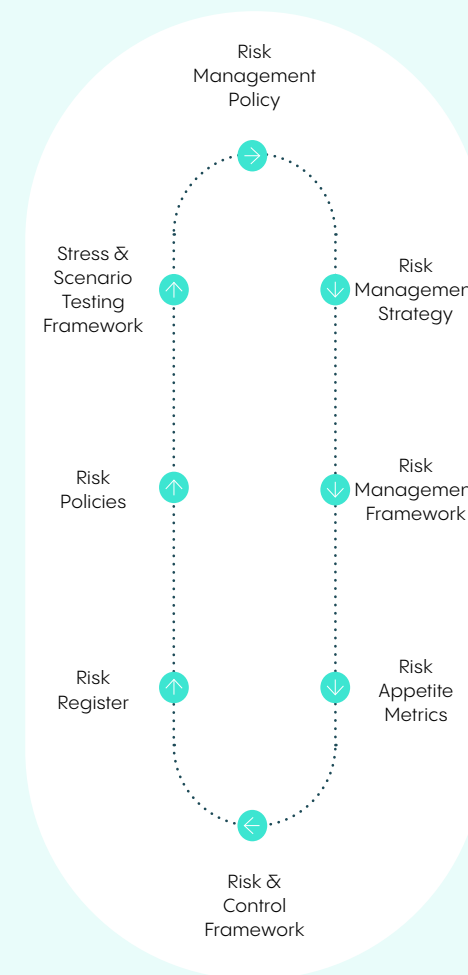 Risk
Management
Policy
Stress &
Scenario
Testing
Framework
Risk
Managemen
Strategy
Risk
Policies
Risk
Managemen
Framework
Risk
Register
Risk
Appetite
Metrics
Risk &
Control
Framework